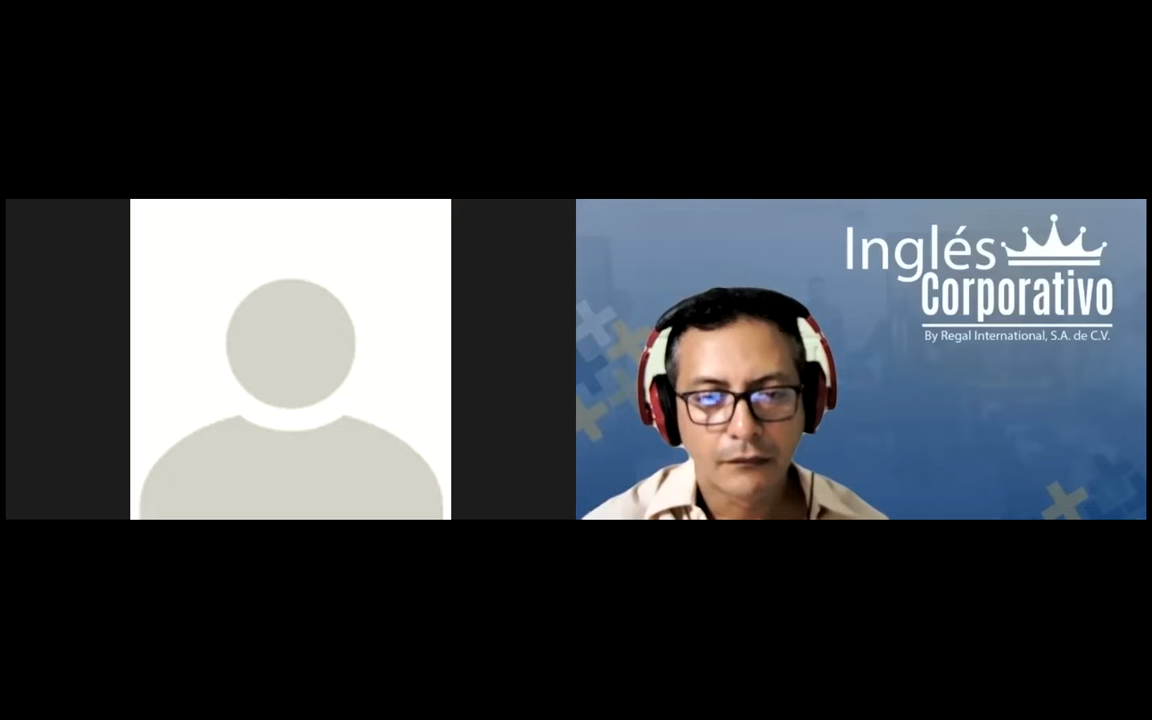 Inglés
Corporativo
By Regal International, S.A. de C.V.